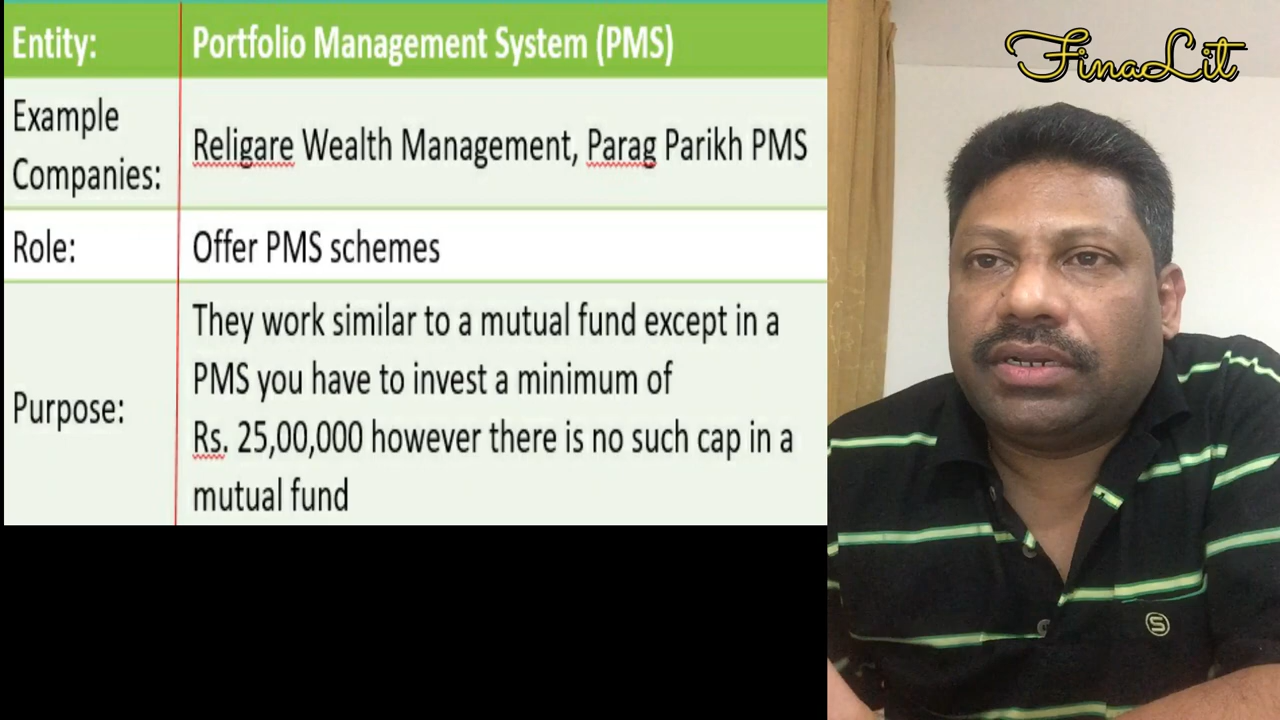 Entity:
Portfolio Management System (PMS)
Example
Companies:
Religare Wealth Management, Parag Parikh PMS
Role:
Offer PMS schemes
Purpose:
They work similar to a mutual fund except in a
PMS you have to invest a minimum of
Rs. 25,00,000 however there is no such cap in a
mutual fund
FinaLit
S